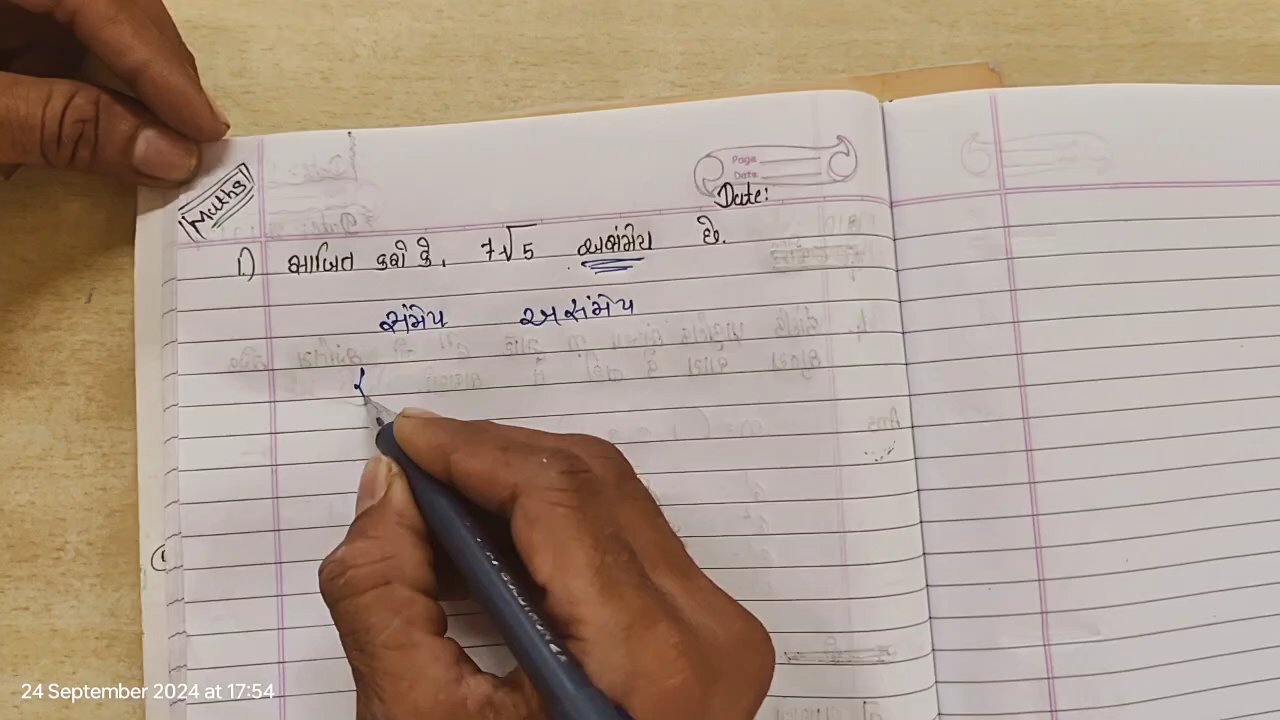 Maths
Page
Date
Date:
1.) સાબિત કરો કે, 7√5 અસંમેય છે.
સંમેય અસંમેય
24 September 2024 at 17:54